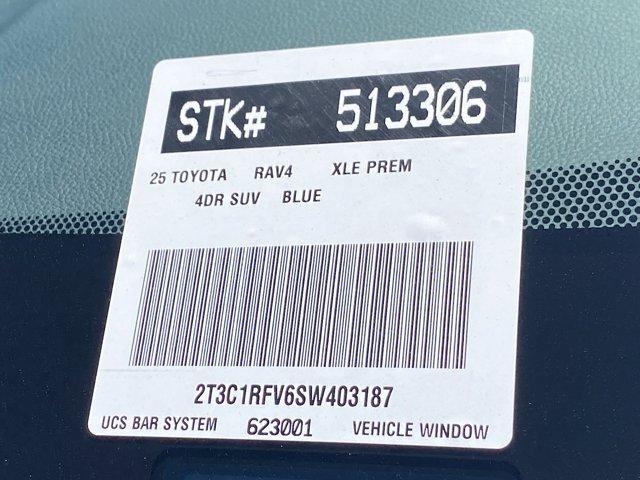 STK# 513306
25 TOYOTA RAV4 XLE PREM
4DR SUV BLUE
2T3C1RFV6SW403187
UCS BAR SYSTEM 623001 VEHICLE WINDOW